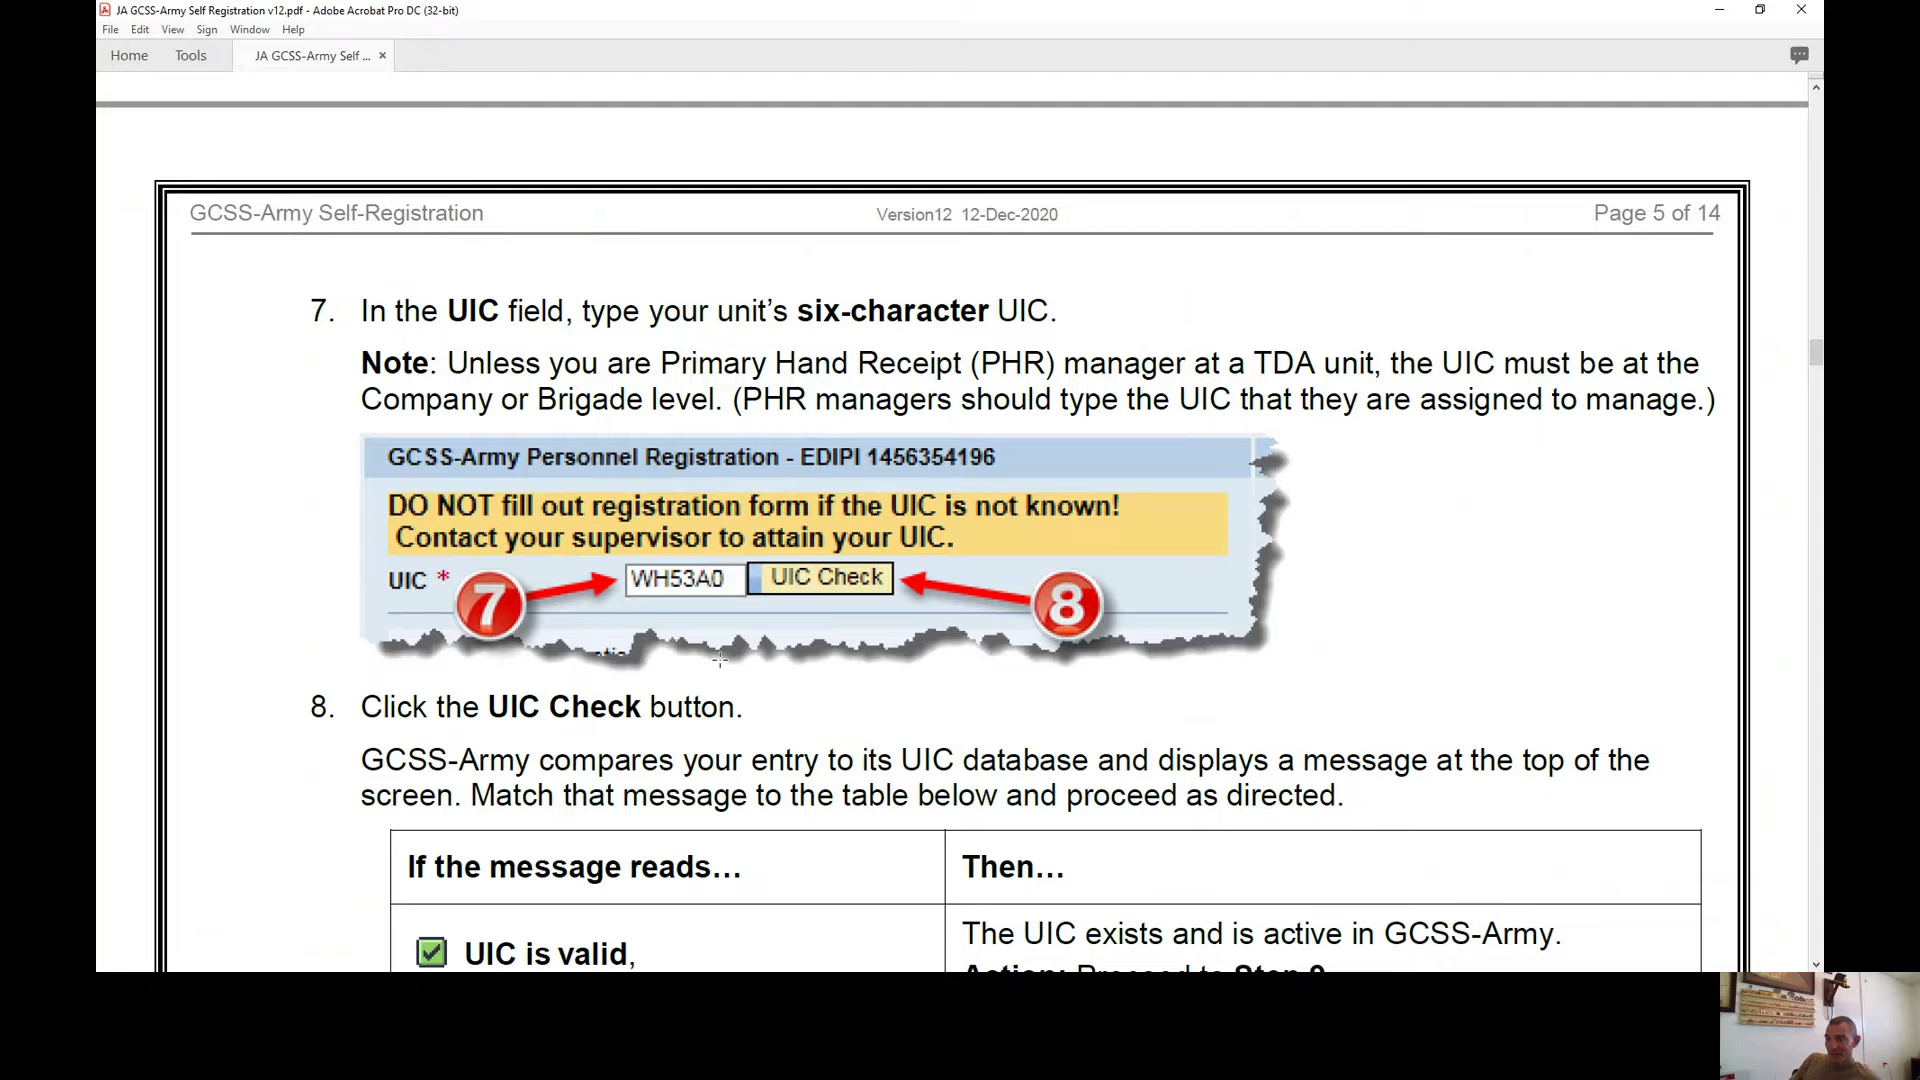 JA GCSS-Army Self Registration v12.pdf - Adobe Acrobat Pro DC (32-bit)
File Edit View Sign Window Help
Home Tools JA GCSS-Army Self ... ×
GCSS-Army Self-Registration Version12 12-Dec-2020 Page 5 of 14
7. In the UIC field, type your unit's six-character UIC.
Note: Unless you are Primary Hand Receipt (PHR) manager at a TDA unit, the UIC must be at the
Company or Brigade level. (PHR managers should type the UIC that they are assigned to manage.)
GCSS-Army Personnel Registration - EDIPI 1456354196
DO NOT fill out registration form if the UIC is not known!
Contact your supervisor to attain your UIC.
UIC * 7 WH53A0 UIC Check 8
8. Click the UIC Check button.
GCSS-Army compares your entry to its UIC database and displays a message at the top of the
screen. Match that message to the table below and proceed as directed.
If the message reads... Then...
UIC is valid, The UIC exists and is active in GCSS-Army.
Action: Proceed to Step 9